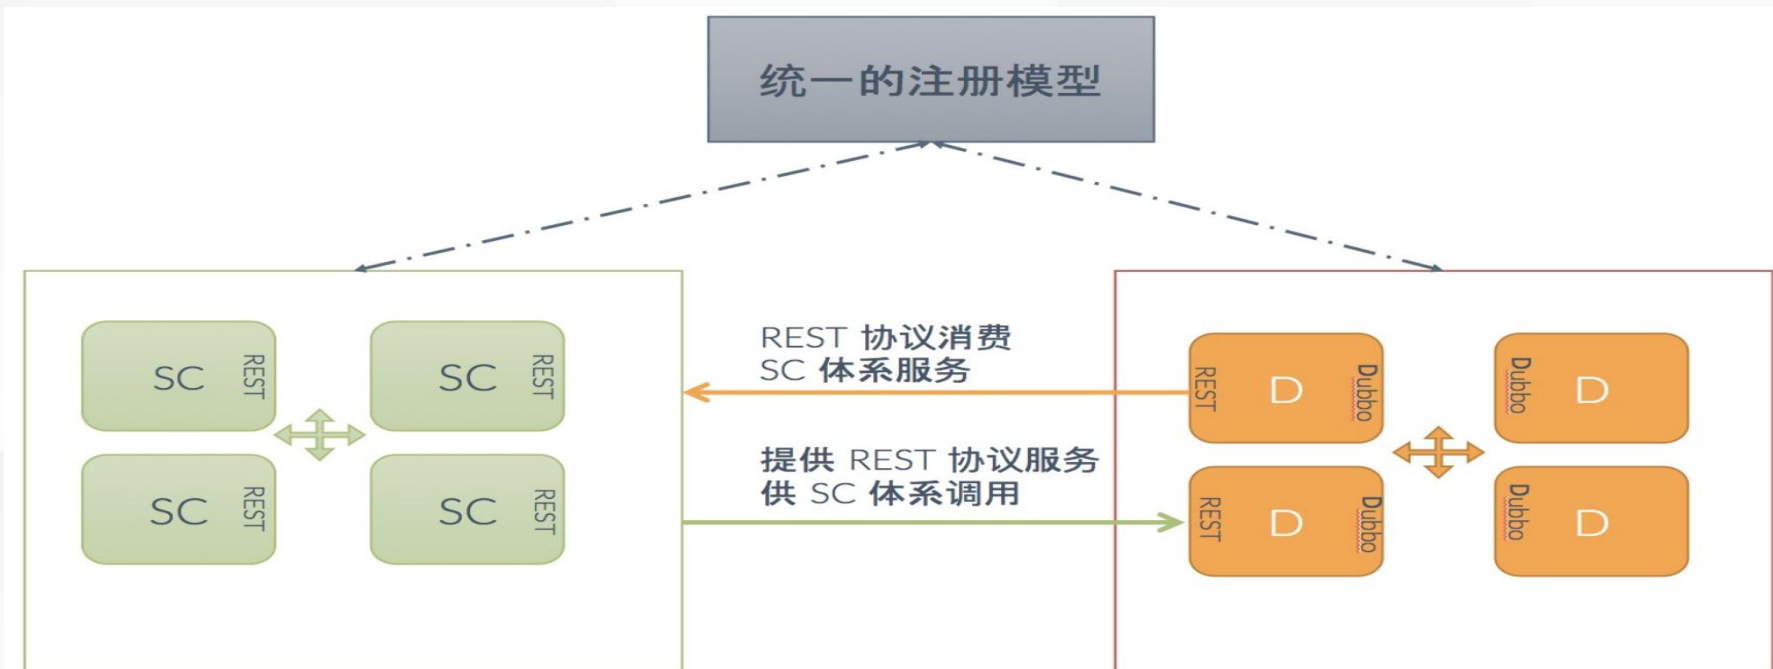 统一的注册模型
SC REST
SC REST
SC REST
SC REST
REST 协议消费
SC 体系服务
提供 REST 协议服务
供 SC 体系调用
REST D Dubbo
Dubbo D
REST D Dubbo
Dubbo D